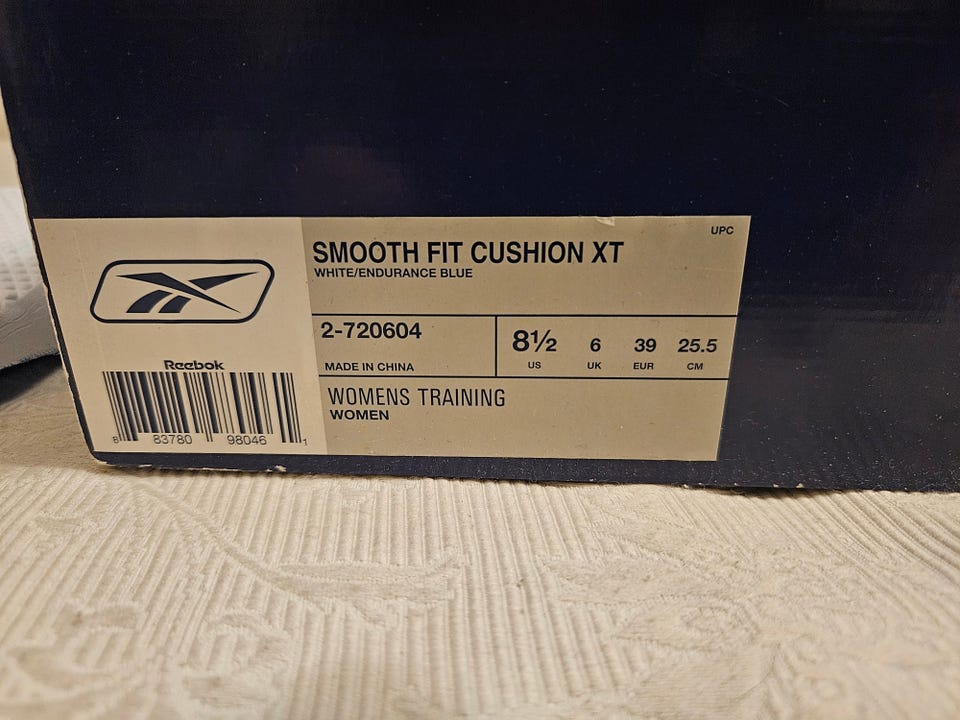 UPC
SMOOTH FIT CUSHION XT
WHITE/ENDURANCE BLUE
Reebok
8 83780 98046 1
2-720604
MADE IN CHINA
8½ 6 39 25.5
US UK EUR CM
WOMENS TRAINING
WOMEN